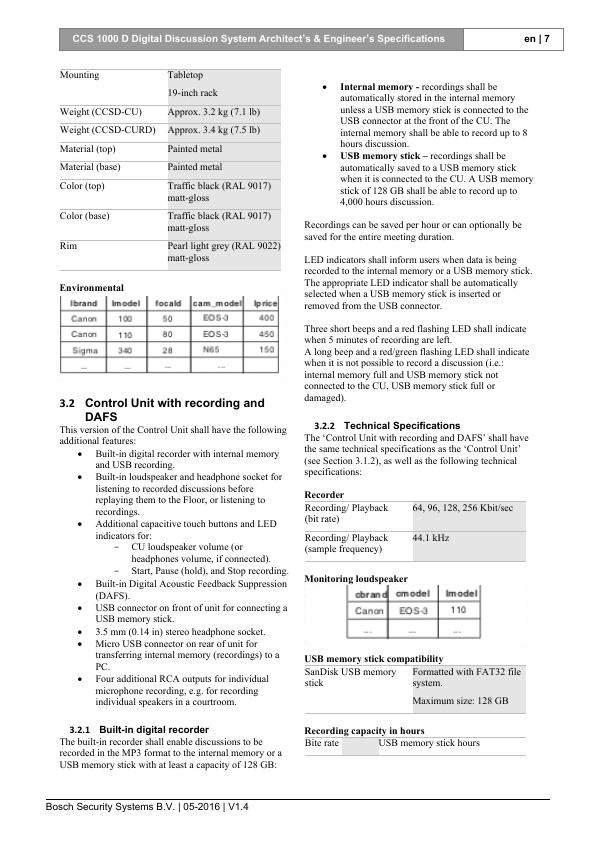 CCS 1000 D Digital Discussion System Architect's & Engineer's Specifications
en | 7
Mounting Tabletop
19-inch rack
Weight (CCSD-CU) Approx. 3.2 kg (7.1 lb)
Weight (CCSD-CURD) Approx. 3.4 kg (7.5 lb)
Material (top) Painted metal
Material (base) Painted metal
Color (top) Traffic black (RAL 9017)
matt-gloss
Color (base) Traffic black (RAL 9017)
matt-gloss
Rim Pearl light grey (RAL 9022)
matt-gloss
Environmental
lbrand lmodel focald cam_model lprice
Canon 100 50 EOS-3 400
Canon 110 80 EOS-3 450
Sigma 340 28 N65 150
... ... ... ...
3.2 Control Unit with recording and
DAFS
This version of the Control Unit shall have the following
additional features:
• Built-in digital recorder with internal memory
and USB recording.
• Built-in loudspeaker and headphone socket for
listening to recorded discussions before
replaying them to the Floor, or listening to
recordings.
• Additional capacitive touch buttons and LED
indicators for:
− CU loudspeaker volume (or
headphones volume, if connected).
− Start, Pause (hold), and Stop recording.
• Built-in Digital Acoustic Feedback Suppression
(DAFS).
• USB connector on front of unit for connecting a
USB memory stick.
• 3.5 mm (0.14 in) stereo headphone socket.
• Micro USB connector on rear of unit for
transferring internal memory (recordings) to a
PC.
• Four additional RCA outputs for individual
microphone recording, e.g. for recording
individual speakers in a courtroom.
3.2.1 Built-in digital recorder
The built-in recorder shall enable discussions to be
recorded in the MP3 format to the internal memory or a
USB memory stick with at least a capacity of 128 GB:
• Internal memory - recordings shall be
automatically stored in the internal memory
unless a USB memory stick is connected to the
USB connector at the front of the CU. The
internal memory shall be able to record up to 8
hours discussion.
• USB memory stick – recordings shall be
automatically saved to a USB memory stick
when it is connected to the CU. A USB memory
stick of 128 GB shall be able to record up to
4,000 hours discussion.
Recordings can be saved per hour or can optionally be
saved for the entire meeting duration.
LED indicators shall inform users when data is being
recorded to the internal memory or a USB memory stick.
The appropriate LED indicator shall be automatically
selected when a USB memory stick is inserted or
removed from the USB connector.
Three short beeps and a red flashing LED shall indicate
when 5 minutes of recording are left.
A long beep and a red/green flashing LED shall indicate
when it is not possible to record a discussion (i.e.:
internal memory full and USB memory stick not
connected to the CU, USB memory stick full or
damaged).
3.2.2 Technical Specifications
The 'Control Unit with recording and DAFS' shall have
the same technical specifications as the 'Control Unit'
(see Section 3.1.2), as well as the following technical
specifications:
Recorder
Recording/ Playback 64, 96, 128, 256 Kbit/sec
(bit rate)
Recording/ Playback 44.1 kHz
(sample frequency)
Monitoring loudspeaker
cbrand cmodel lmodel
Canon EOS-3 110
... ... ...
USB memory stick compatibility
SanDisk USB memory Formatted with FAT32 file
stick system.
Maximum size: 128 GB
Recording capacity in hours
Bite rate USB memory stick hours
Bosch Security Systems B.V. | 05-2016 | V1.4